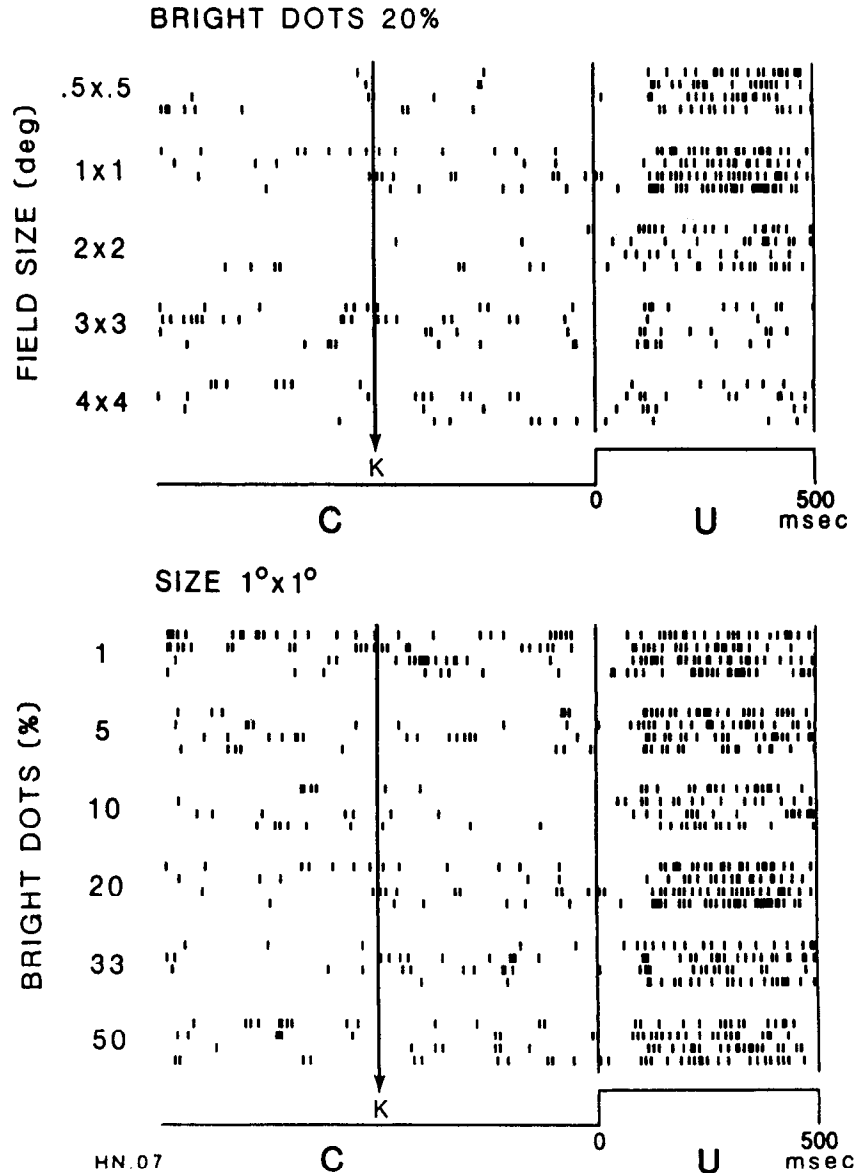 BRIGHT DOTS 20%
FIELD SIZE (deg)
.5x.5
1x1
2x2
3x3
4x4
K
0
500
C
U
msec
SIZE 1°x1°
BRIGHT DOTS (%)
1
5
10
20
33
50
K
0
500
HN.07
C
U
msec